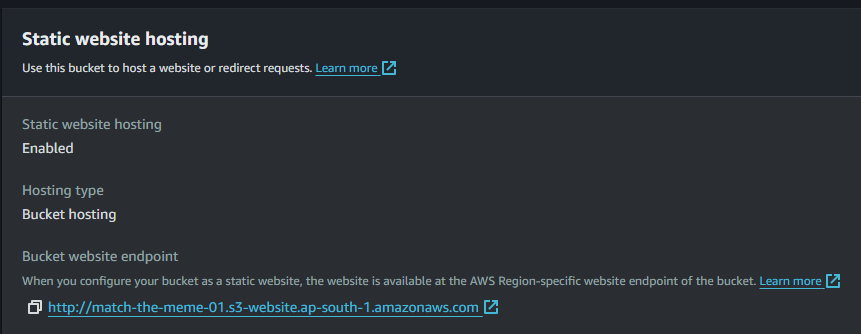 Static website hosting
Use this bucket to host a website or redirect requests. Learn more
Static website hosting
Enabled
Hosting type
Bucket hosting
Bucket website endpoint
When you configure your bucket as a static website, the website is available at the AWS Region-specific website endpoint of the bucket. Learn more
http://match-the-meme-01.s3-website.ap-south-1.amazonaws.com